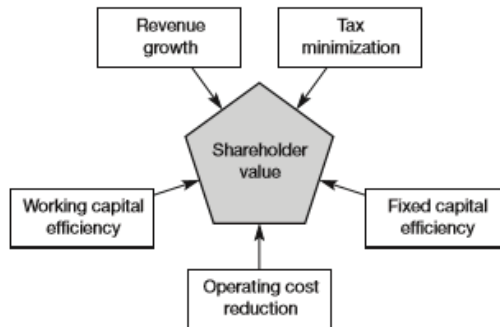 Revenue
growth
Tax
minimization
Shareholder
value
Working capital
efficiency
Fixed capital
efficiency
Operating cost
reduction